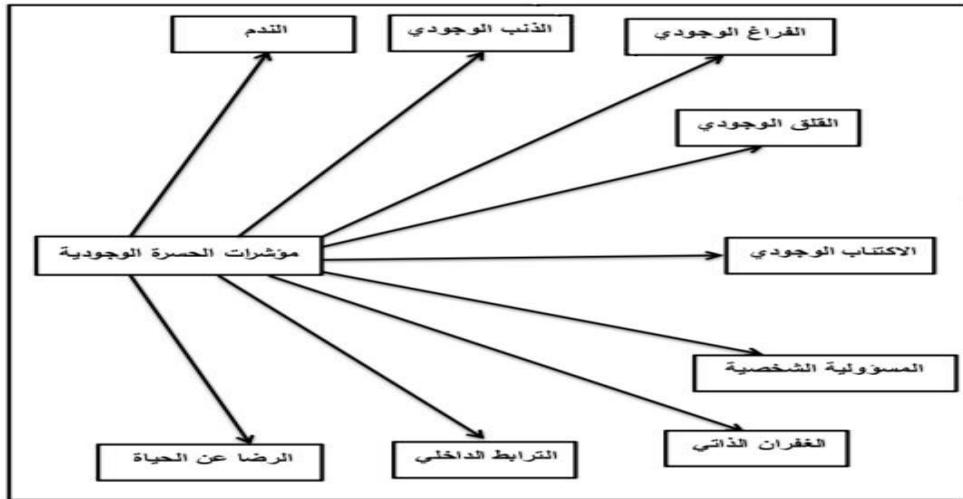 الفراغ الوجودي
الذنب الوجودي
الندم
القلق الوجودي
مؤشرات الحسرة الوجودية
الاكتئاب الوجودي
المسؤولية الشخصية
الغفران الذاتي
الترابط الداخلي
الرضا عن الحياة